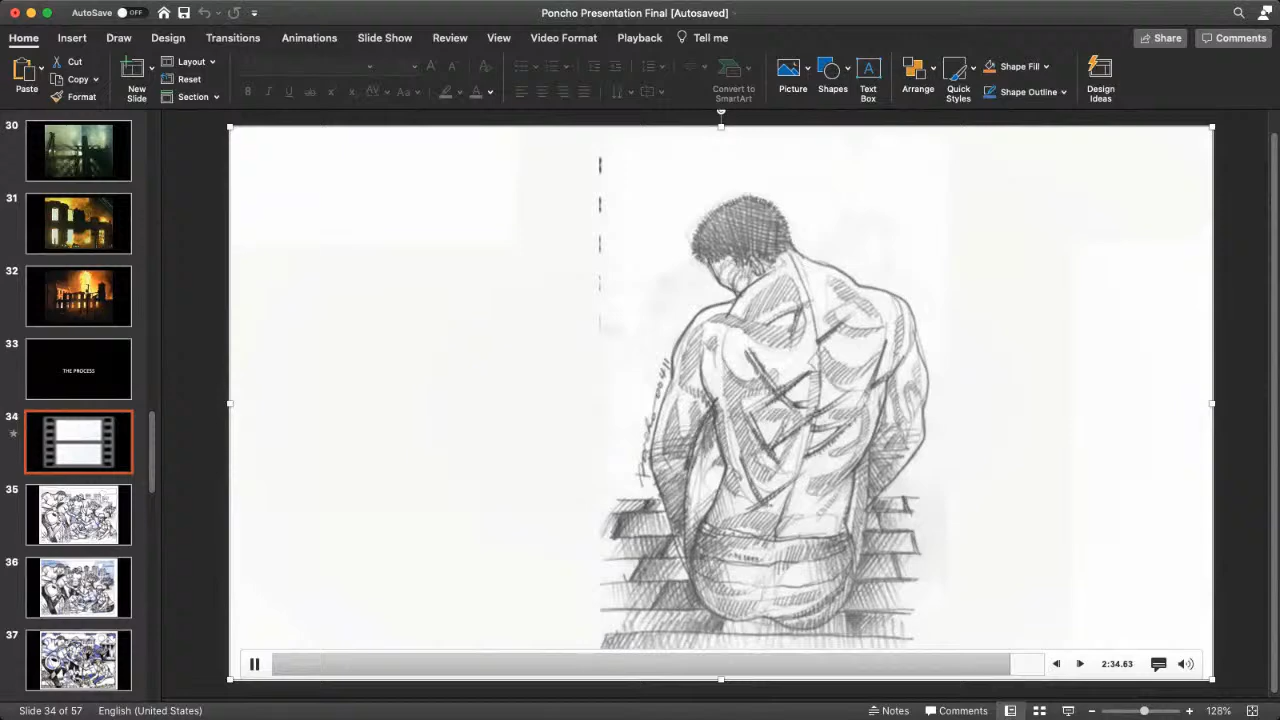 AutoSave
OFF
Poncho Presentation Final [Autosaved]
Home
Insert
Draw
Design
Transitions
Animations
Slide Show
Review
View
Video Format
Playback
Tell me
Share
Comments
Paste
Cut
Copy
Format
New
Slide
Layout
Reset
Section
B
I
U
ab
x
x
AV
Aa
A
Convert to
SmartArt
Picture
Shapes
Text
Box
Arrange
Quick
Styles
Shape Fill
Shape Outline
Design
Ideas
30
31
32
33
THE PROCESS
34
35
36
37
2:34.63
Slide 34 of 57
English (United States)
Notes
Comments
128%